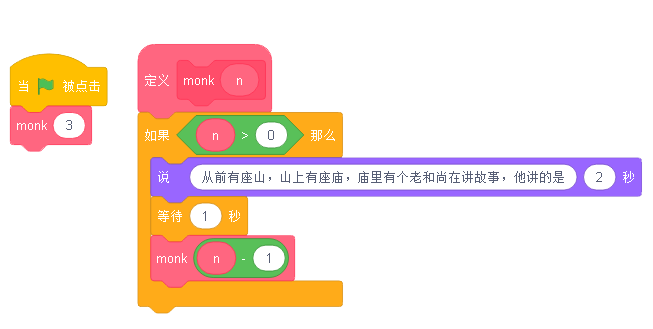 当 被点击
monk 3
定义 monk n
如果 n > 0 那么
说 从前有座山，山上有座庙，庙里有个老和尚在讲故事，他讲的是 2 秒
等待 1 秒
monk n - 1